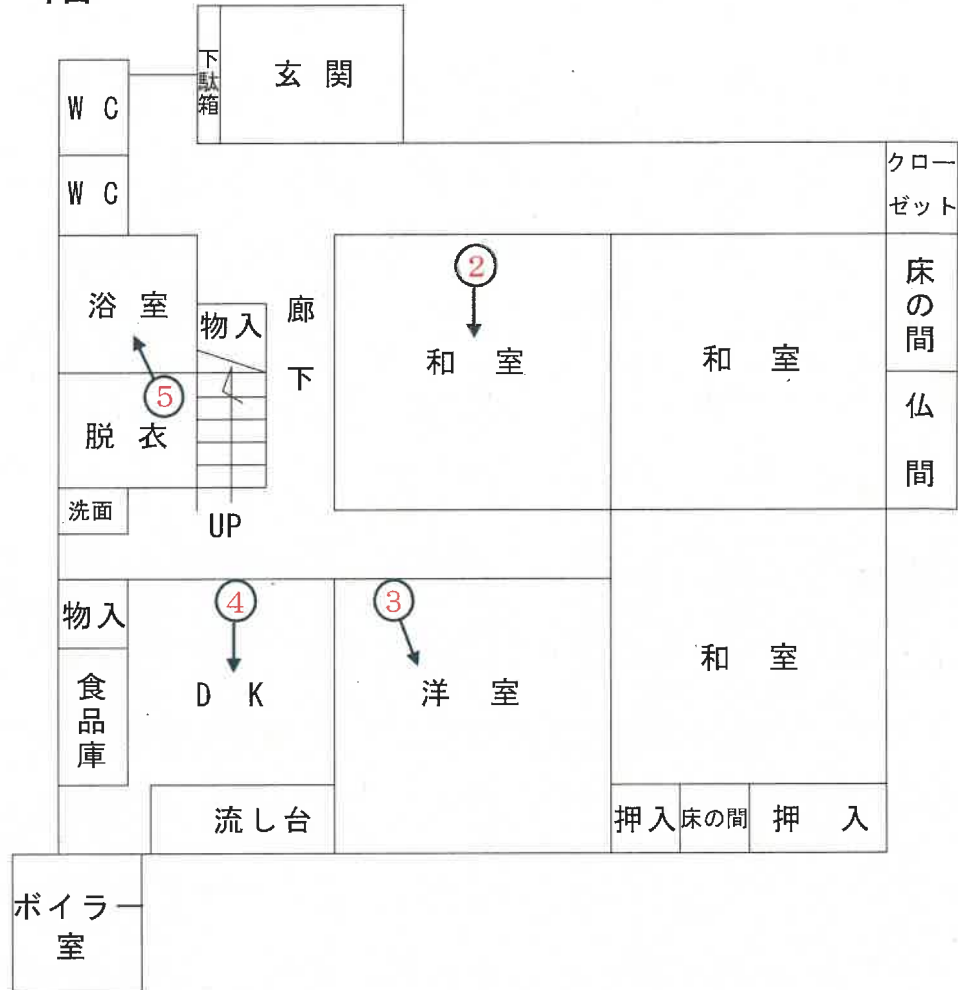 下駄箱
玄関
WC
クローゼット
WC
②
床の間
浴室
物入
廊下
和室
和室
⑤
仏間
脱衣
洗面
UP
物入
④
③
和室
食品庫
DK
洋室
流し台
押入
床の間
押入
ボイラー室